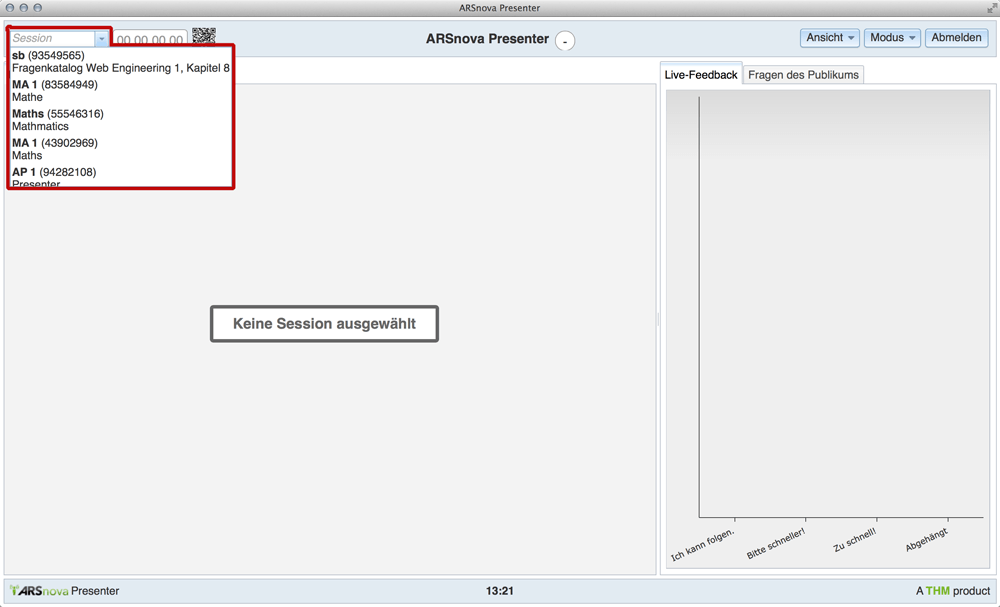 ARSnova Presenter
Session
00 00 00 00
ARSnova Presenter
-
Ansicht
Modus
Abmelden
sb (93549565)
Fragenkatalog Web Engineering 1, Kapitel 8
MA 1 (83584949)
Mathe
Maths (55546316)
Mathmatics
MA 1 (43902969)
Maths
AP 1 (94282108)
Presenter
Keine Session ausgewählt
Live-Feedback
Fragen des Publikums
Ich kann folgen.
Bitte schneller!
Zu schnell!
Abgehängt
ARSnova Presenter
13:21
A THM product